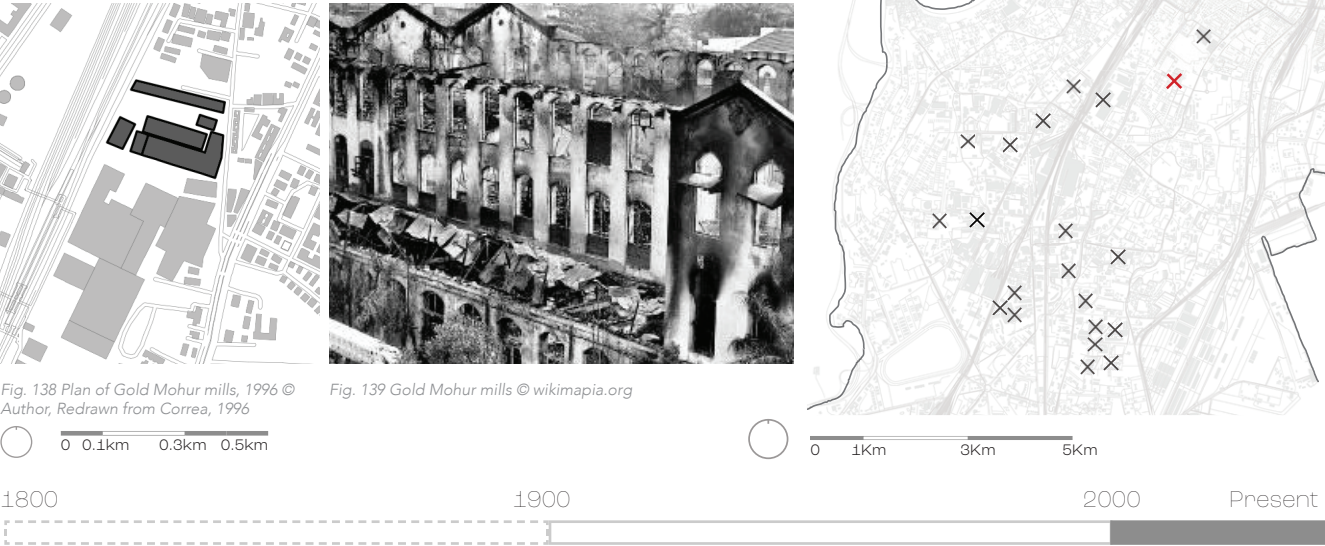 Fig. 138 Plan of Gold Mohur mills, 1996 ©
Author, Redrawn from Correa, 1996
Fig. 139 Gold Mohur mills © wikimapia.org
0 0.1km 0.3km 0.5km
0 1Km 3Km 5Km
1800 1900 2000 Present